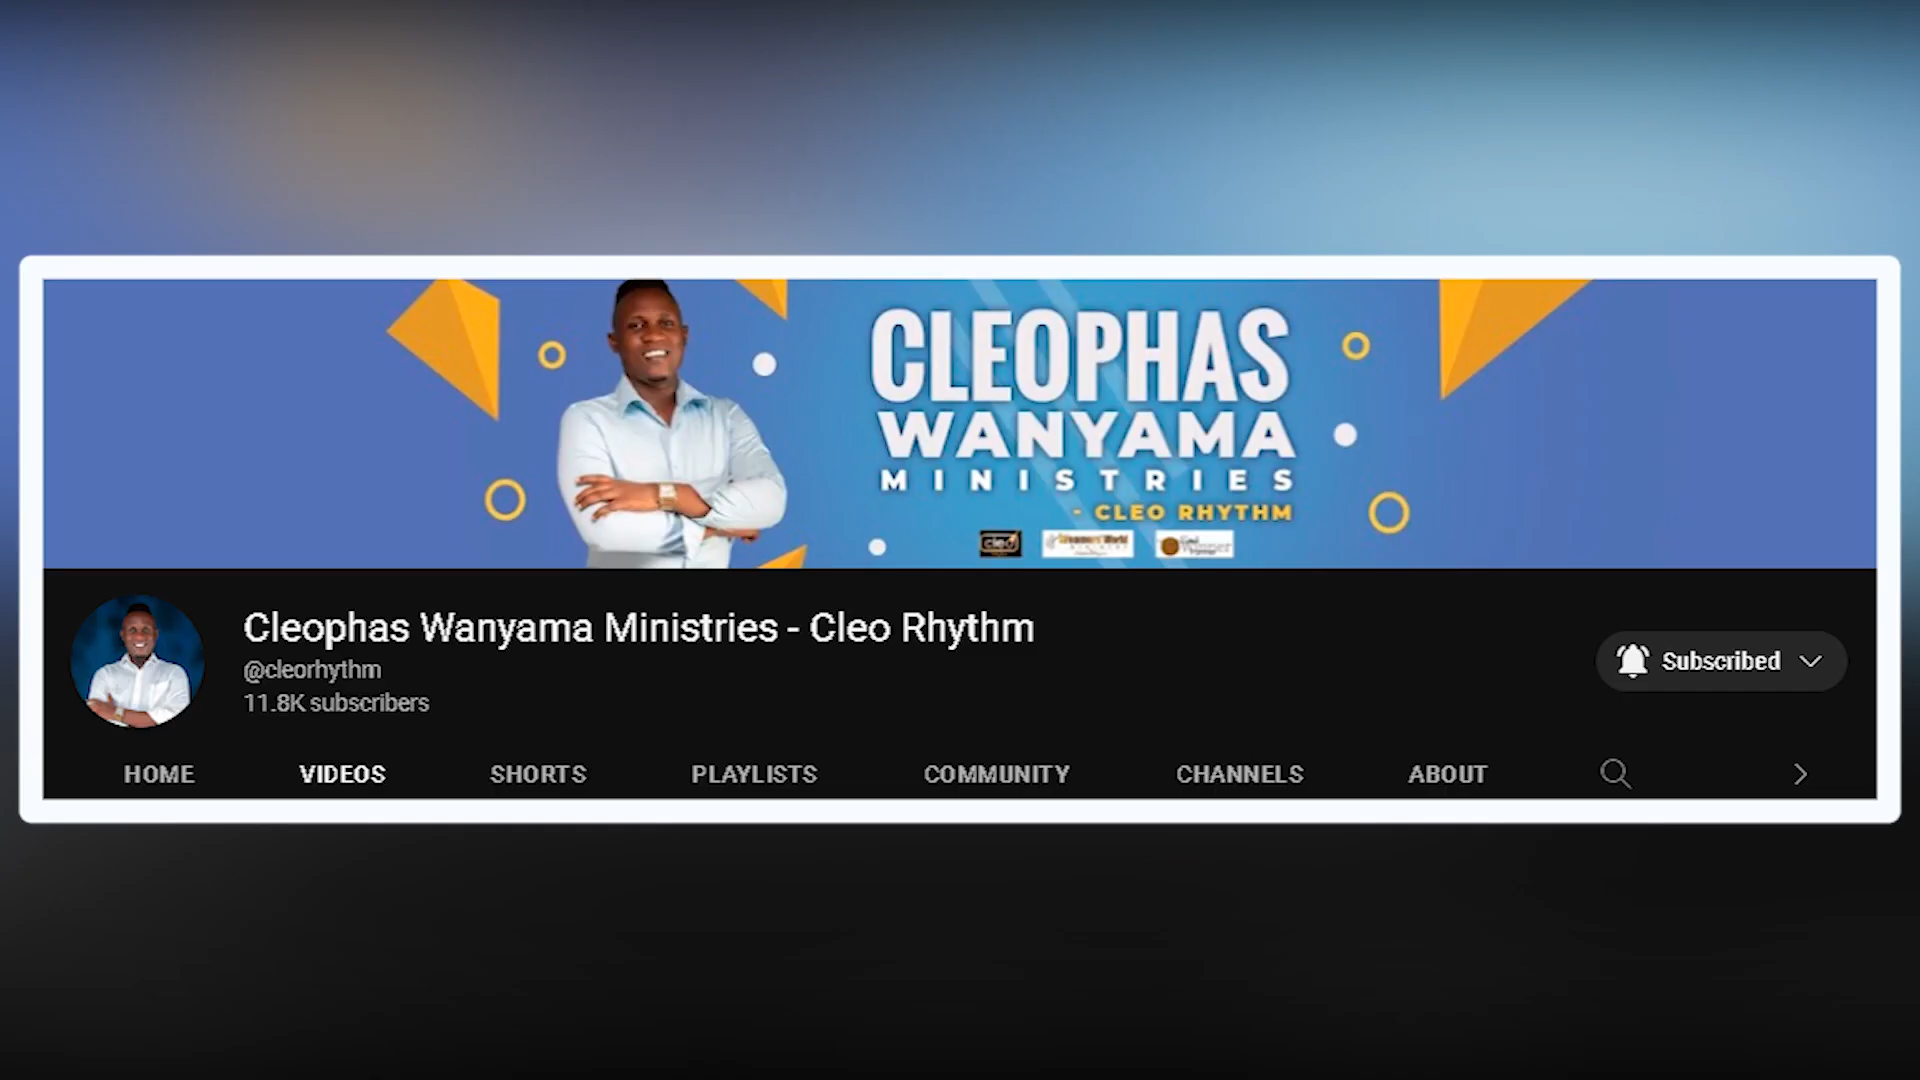 CLEOPHAS
WANYAMA
MINISTRIES
- CLEO RHYTHM
cleo
Cleophas Wanyama Ministries - Cleo Rhythm
@cleorhythm
11.8K subscribers
Subscribed
HOME VIDEOS SHORTS PLAYLISTS COMMUNITY CHANNELS ABOUT